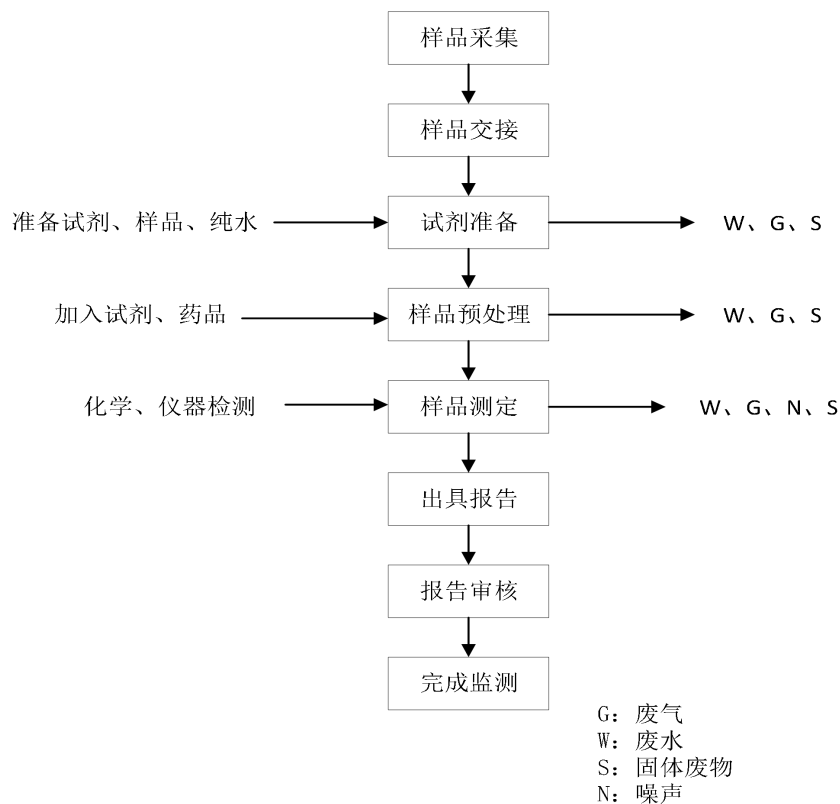 样品采集
样品交接
准备试剂、样品、纯水
试剂准备
W、G、S
加入试剂、药品
样品预处理
W、G、S
化学、仪器检测
样品测定
W、G、N、S
出具报告
报告审核
完成监测
G：废气
W：废水
S：固体废物
N：噪声